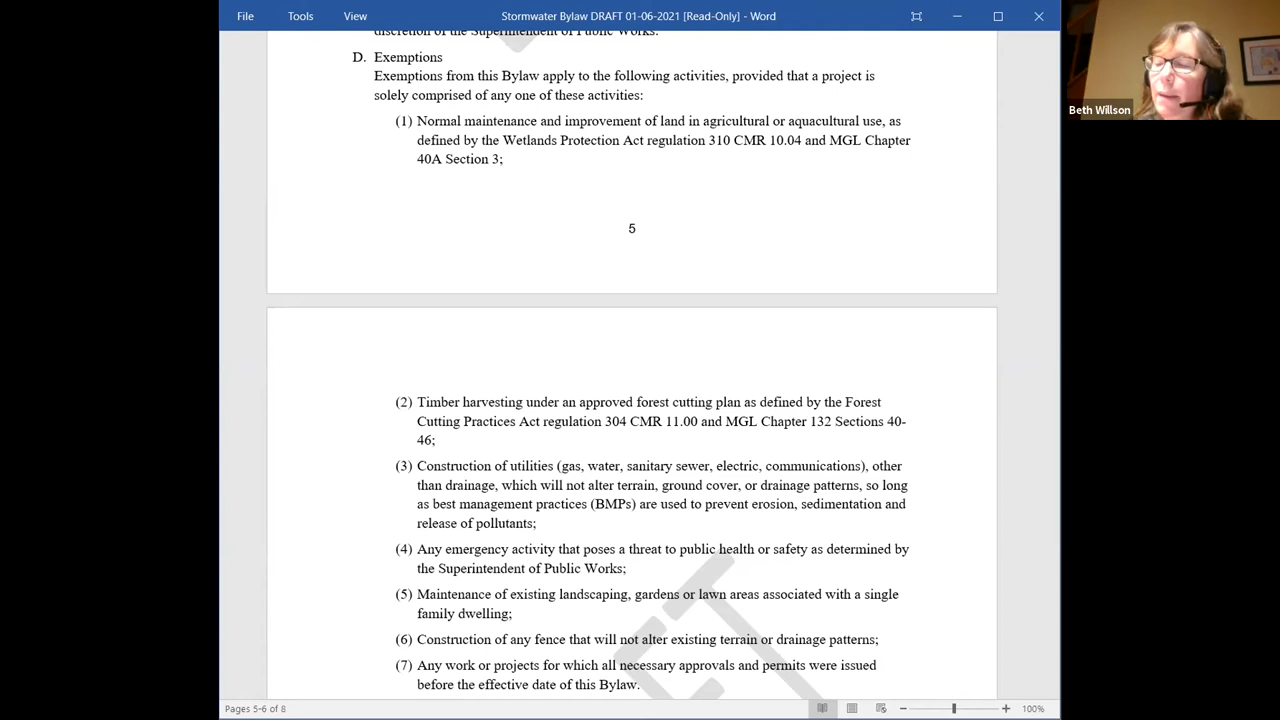 File Tools View Stormwater Bylaw DRAFT 01-06-2021 [Read-Only] - Word
discretion of the Superintendent of Public Works.
D. Exemptions
Exemptions from this Bylaw apply to the following activities, provided that a project is
solely comprised of any one of these activities:
(1) Normal maintenance and improvement of land in agricultural or aquacultural use, as
defined by the Wetlands Protection Act regulation 310 CMR 10.04 and MGL Chapter
40A Section 3;
5
(2) Timber harvesting under an approved forest cutting plan as defined by the Forest
Cutting Practices Act regulation 304 CMR 11.00 and MGL Chapter 132 Sections 40-
46;
(3) Construction of utilities (gas, water, sanitary sewer, electric, communications), other
than drainage, which will not alter terrain, ground cover, or drainage patterns, so long
as best management practices (BMPs) are used to prevent erosion, sedimentation and
release of pollutants;
(4) Any emergency activity that poses a threat to public health or safety as determined by
the Superintendent of Public Works;
(5) Maintenance of existing landscaping, gardens or lawn areas associated with a single
family dwelling;
(6) Construction of any fence that will not alter existing terrain or drainage patterns;
(7) Any work or projects for which all necessary approvals and permits were issued
before the effective date of this Bylaw.
Pages 5-6 of 8
100%
Beth Willson